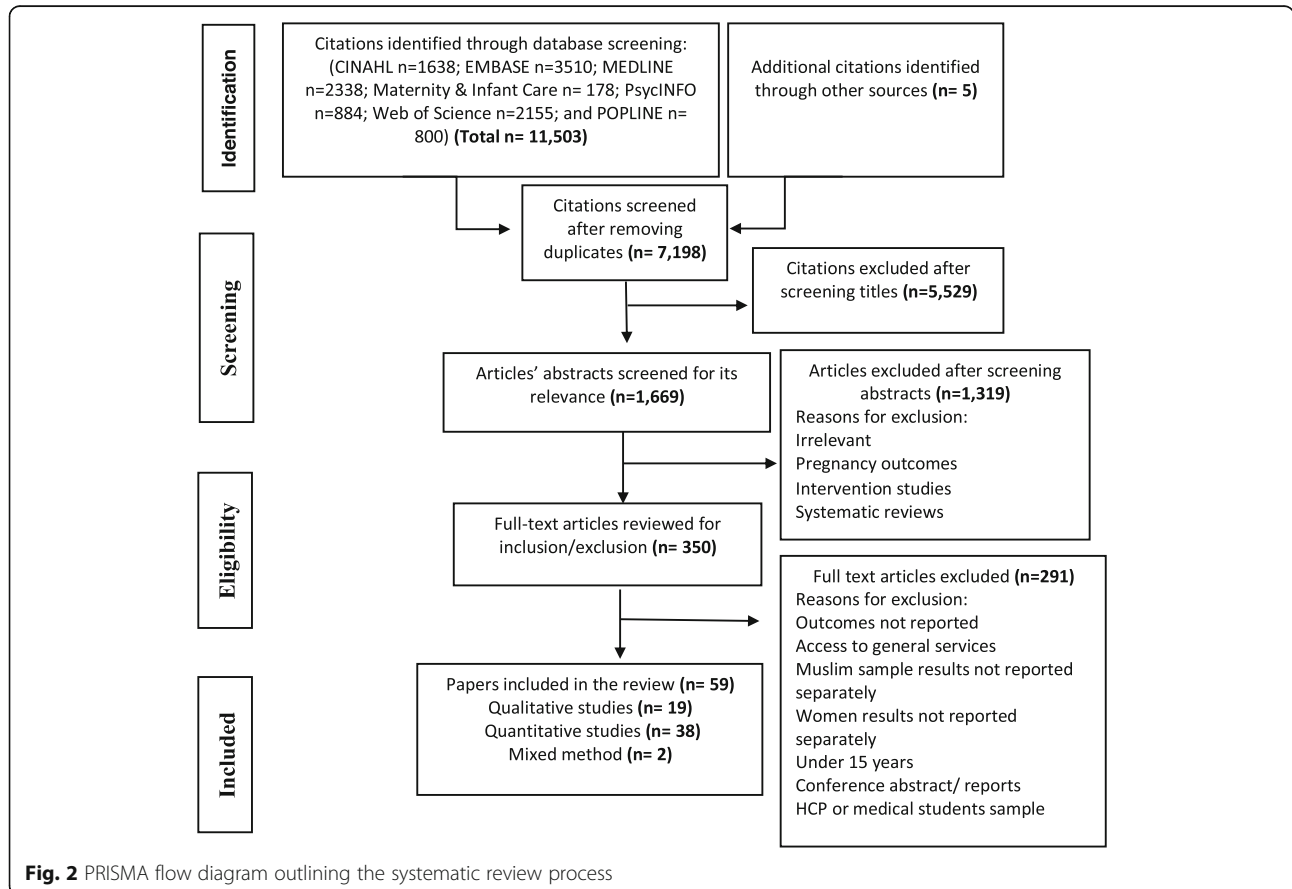 Identification
Citations identified through database screening:
(CINAHL n=1638; EMBASE n=3510; MEDLINE
n=2338; Maternity & Infant Care n= 178; PsycINFO
n=884; Web of Science n=2155; and POPLINE n=
800) (Total n= 11,503)
Additional citations identified
through other sources (n= 5)
Citations screened
after removing
duplicates (n= 7,198)
Screening
Citations excluded after
screening titles (n=5,529)
Articles’ abstracts screened for its
relevance (n=1,669)
Articles excluded after screening
abstracts (n=1,319)
Reasons for exclusion:
Irrelevant
Pregnancy outcomes
Intervention studies
Systematic reviews
Eligibility
Full-text articles reviewed for
inclusion/exclusion (n= 350)
Full text articles excluded (n=291)
Reasons for exclusion:
Outcomes not reported
Access to general services
Muslim sample results not reported
separately
Women results not reported
separately
Under 15 years
Conference abstract/ reports
HCP or medical students sample
Included
Papers included in the review (n= 59)
Qualitative studies (n= 19)
Quantitative studies (n= 38)
Mixed method (n= 2)
Fig. 2 PRISMA flow diagram outlining the systematic review process